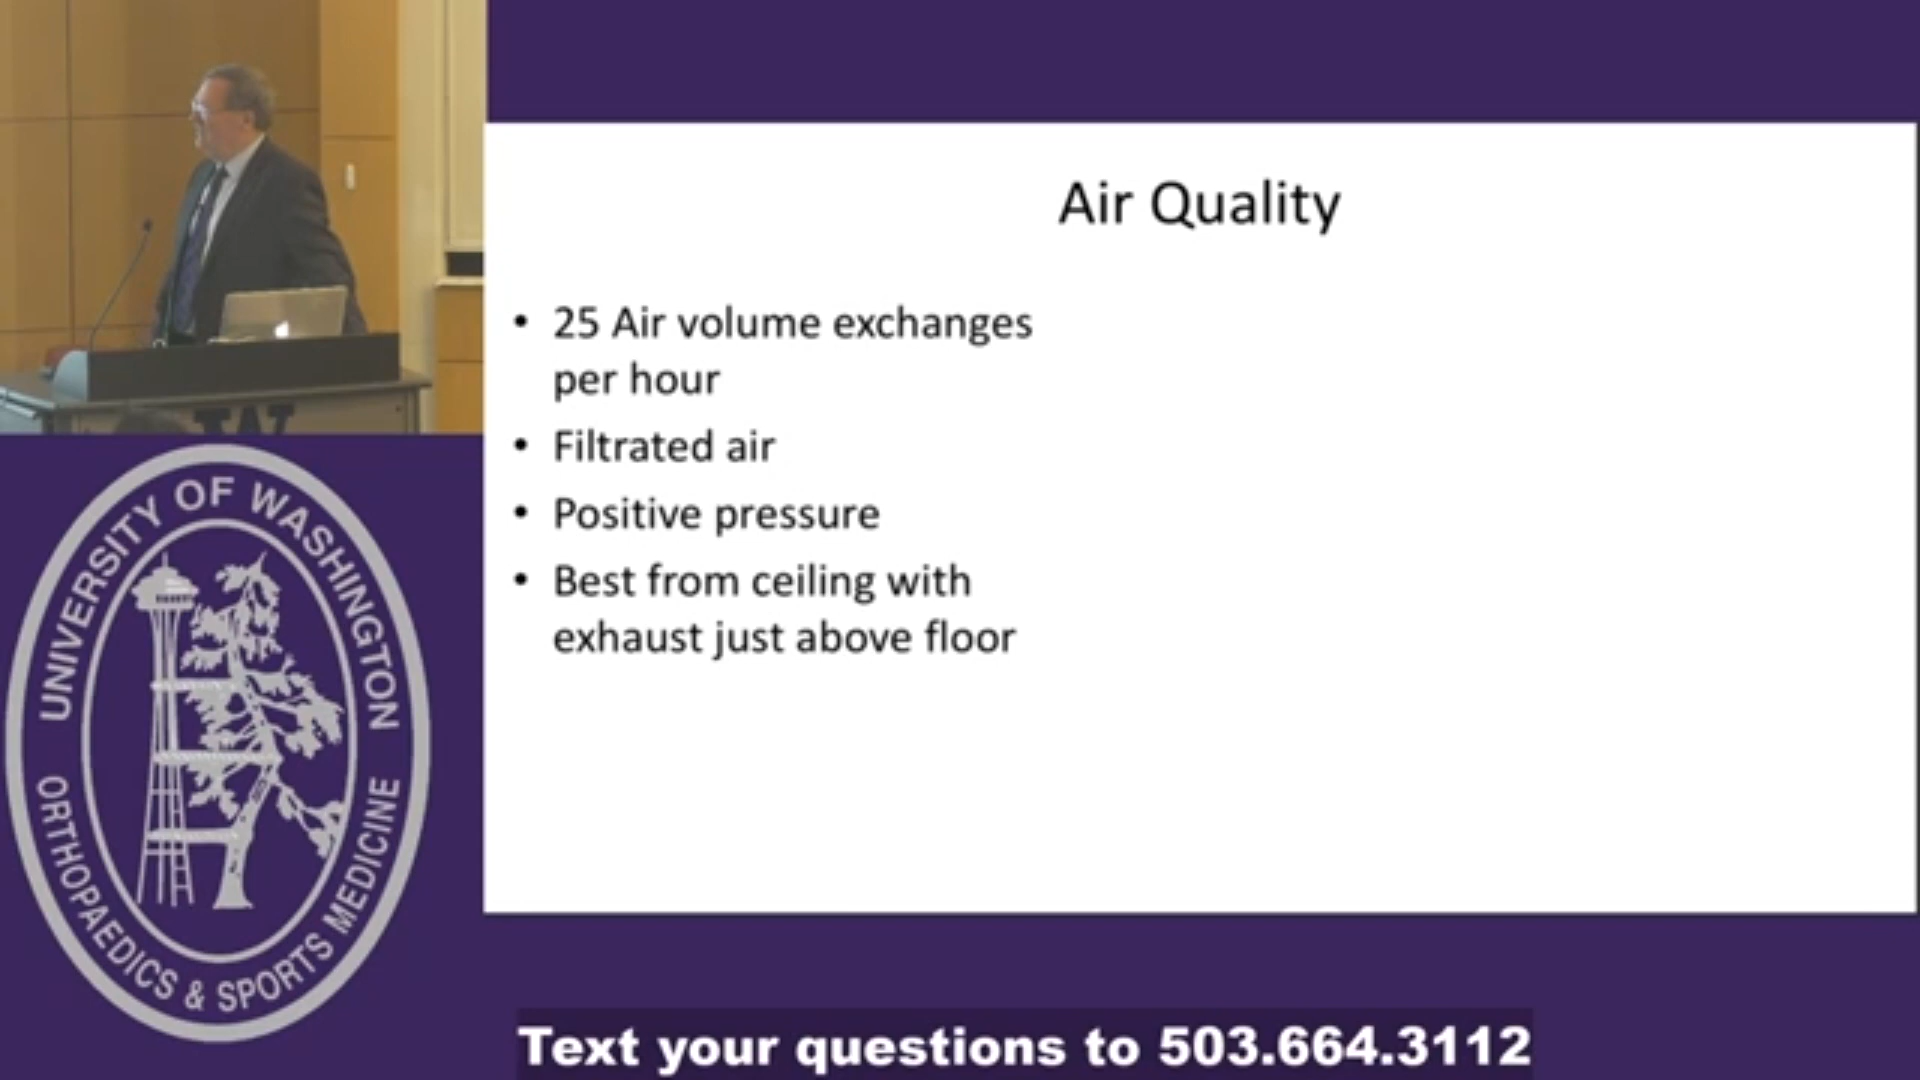 Air Quality
• 25 Air volume exchanges
per hour
• Filtrated air
• Positive pressure
• Best from ceiling with
exhaust just above floor
UNIVERSITY OF WASHINGTON
ORTHOPAEDICS & SPORTS MEDICINE
Text your questions to 503.664.3112